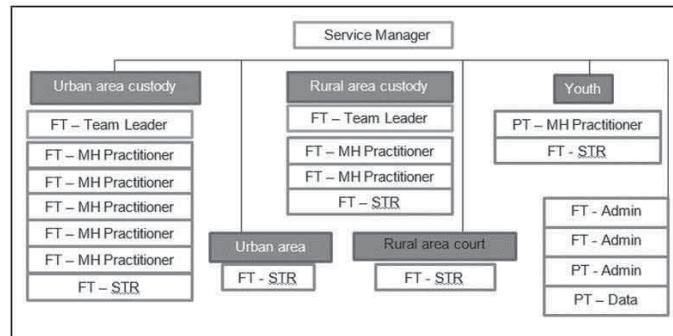 Service Manager
Urban area custody
FT – Team Leader
FT – MH Practitioner
FT – MH Practitioner
FT – MH Practitioner
FT – MH Practitioner
FT – MH Practitioner
FT – STR
Urban area
FT - STR
Rural area custody
FT – Team Leader
FT – MH Practitioner
FT – MH Practitioner
FT – STR
Rural area court
FT - STR
Youth
PT – MH Practitioner
FT - STR
FT - Admin
FT - Admin
PT - Admin
PT – Data